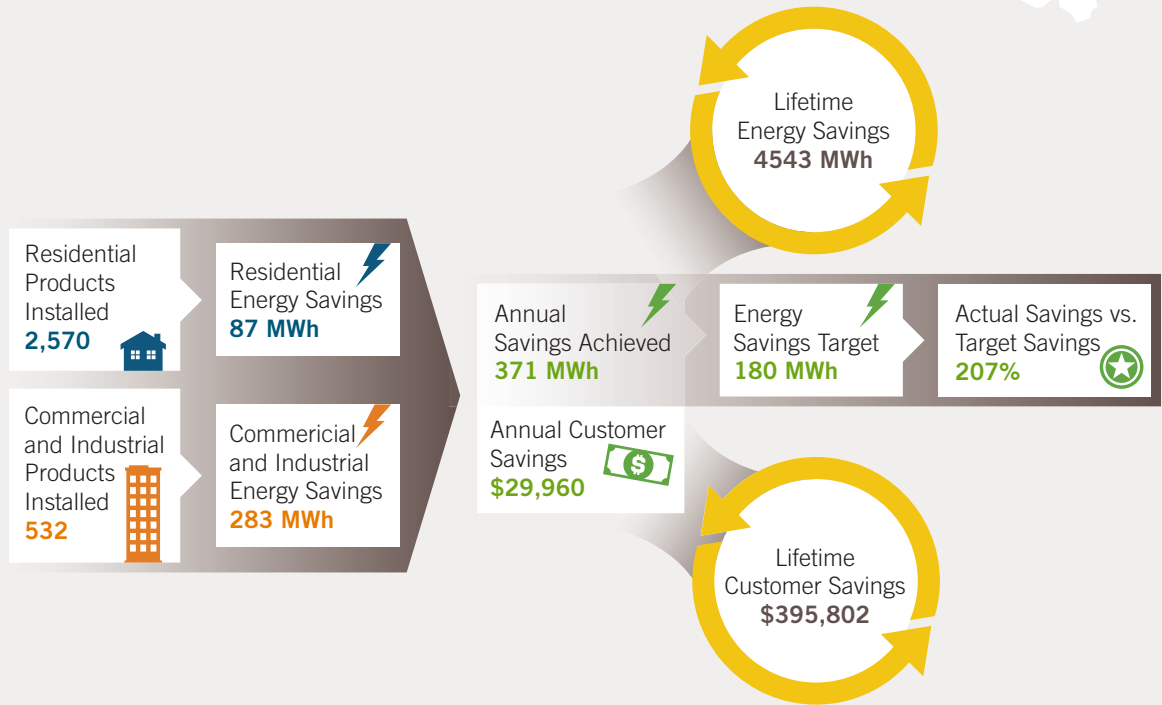 Lifetime
Energy Savings
4543 MWh
Residential
Products
Installed
2,570
Residential
Energy Savings
87 MWh
Commercial
and Industrial
Products
Installed
532
Commericial
and Industrial
Energy Savings
283 MWh
Annual
Savings Achieved
371 MWh
Energy
Savings Target
180 MWh
Actual Savings vs.
Target Savings
207%
Annual Customer
Savings
$29,960
$
Lifetime
Customer Savings
$395,802